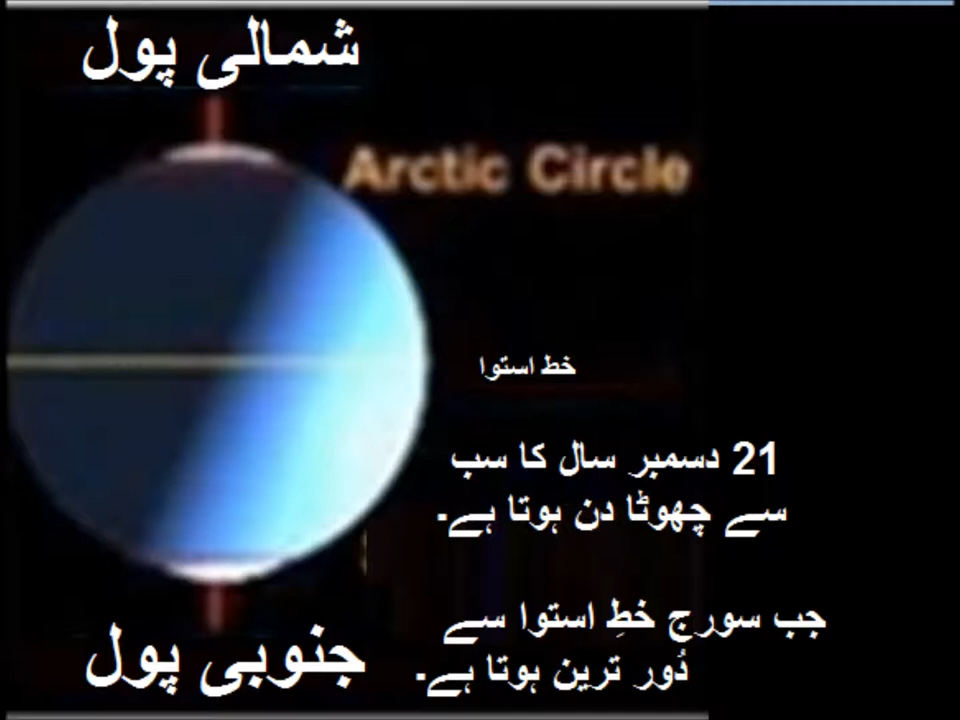 شمالی پول
Arctic Circle
خط استوا
21 دسمبر سال کا سب
سے چھوٹا دن ہوتا ہے۔
جب سورج خطِ استوا سے
دُور ترین ہوتا ہے۔
جنوبی پول